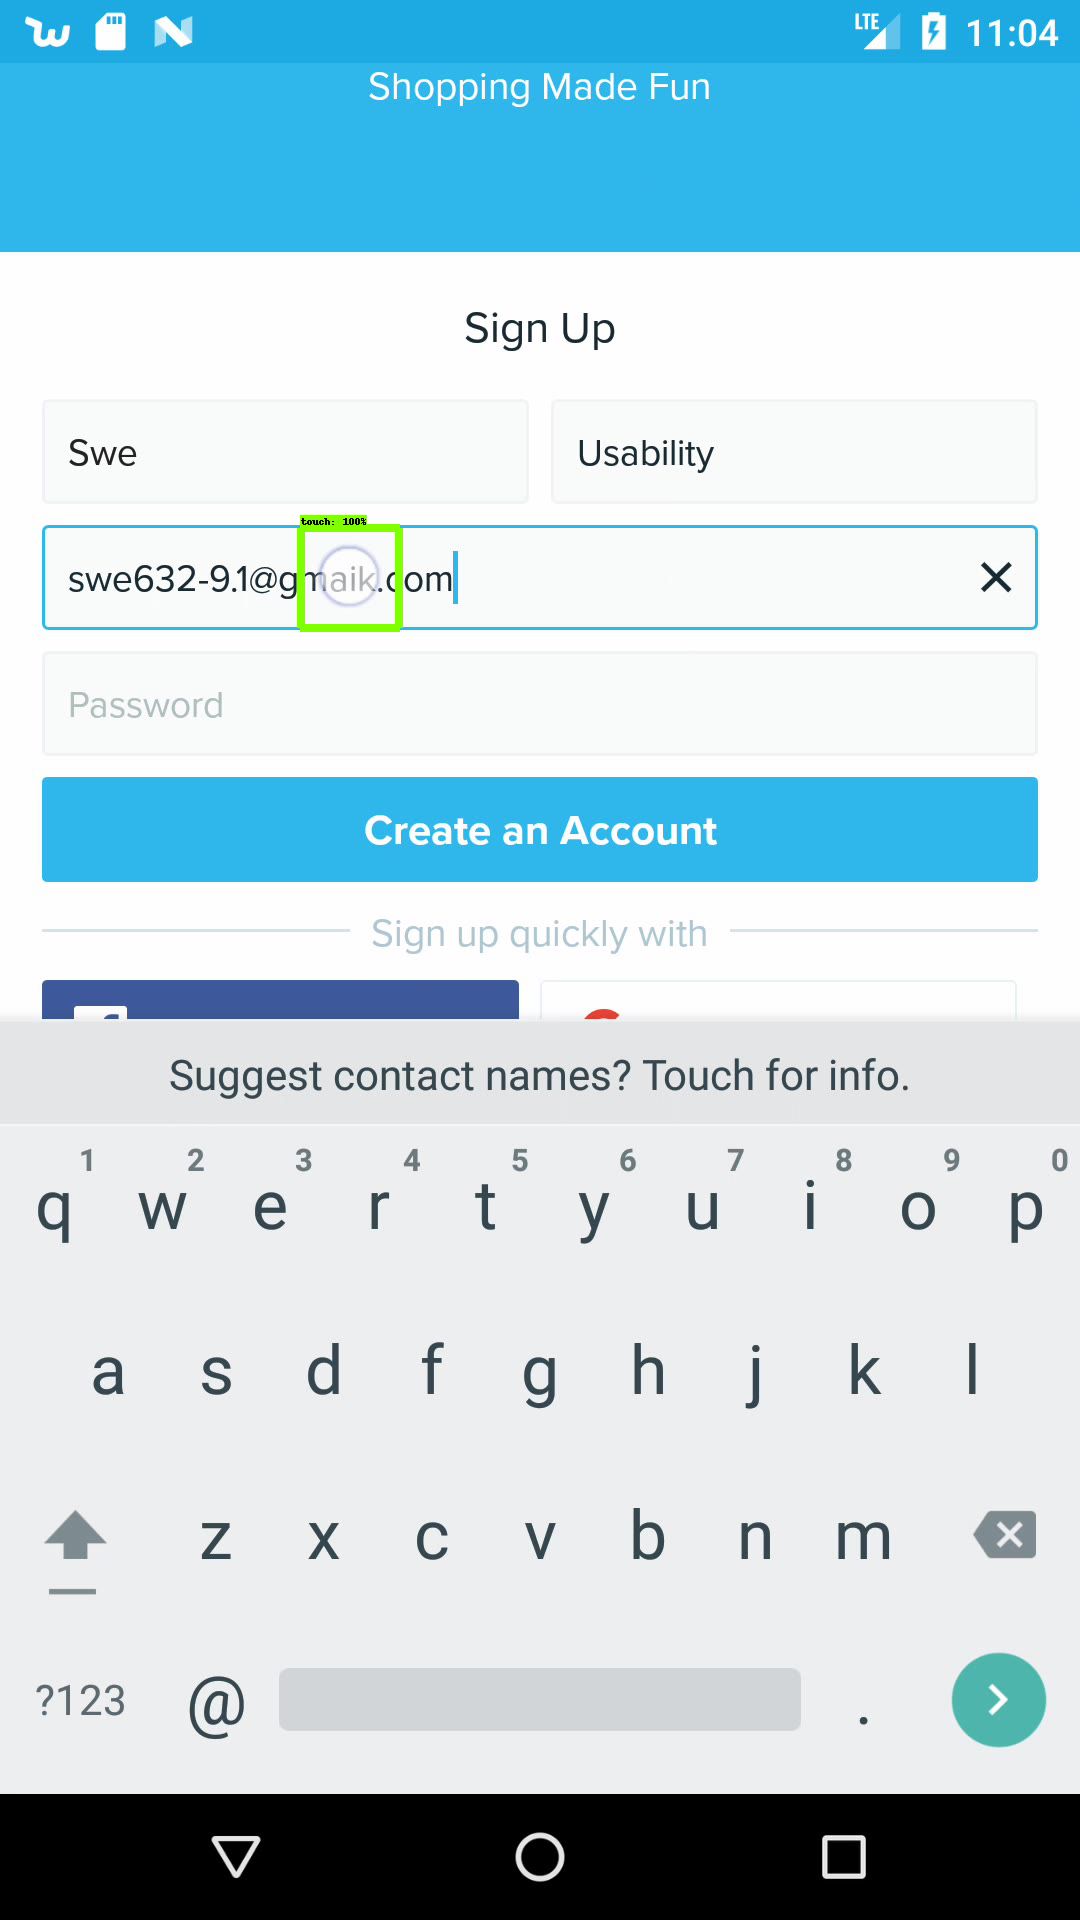 LTE 11:04
Shopping Made Fun
Sign Up
Swe Usability
touch: 100%
swe632-9.1@gmaik.com
Password
Create an Account
Sign up quickly with
Suggest contact names? Touch for info.
1 2 3 4 5 6 7 8 9 0
q w e r t y u i o p
a s d f g h j k l
z x c v b n m
?123 @ .